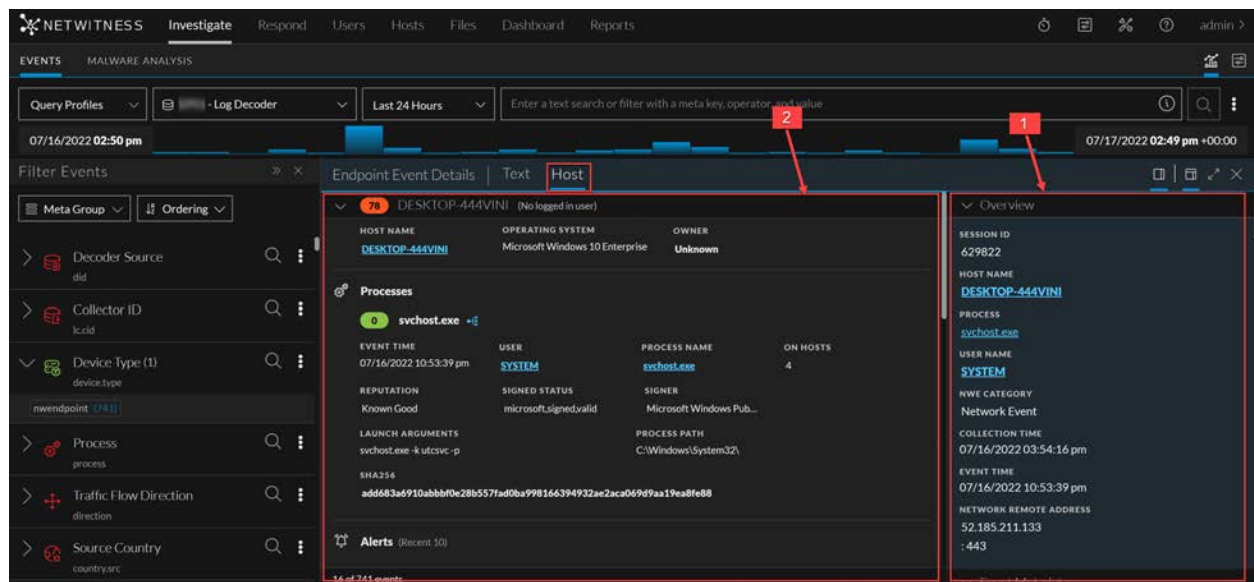 NETWITNESS Investigate Respond Users Hosts Files Dashboard Reports admin >
EVENTS MALWARE ANALYSIS
Query Profiles - Log Decoder Last 24 Hours Enter a text search or filter with a meta key, operator, and value
2 1
07/16/2022 02:50 pm 07/17/2022 02:49 pm +00:00
Filter Events
Meta Group Ordering
Decoder Source
did
Collector ID
lc.cid
Device Type (1)
device.type
nwendpoint (741)
Process
process
Traffic Flow Direction
direction
Source Country
country.src
Endpoint Event Details | Text Host
78 DESKTOP-444VINI (No logged in user)
HOST NAME OPERATING SYSTEM OWNER
DESKTOP-444VINI Microsoft Windows 10 Enterprise Unknown
Processes
0 svchost.exe
EVENT TIME USER PROCESS NAME ON HOSTS
07/16/2022 10:53:39 pm SYSTEM svchost.exe 4
REPUTATION SIGNED STATUS SIGNER
Known Good microsoft,signed,valid Microsoft Windows Pub...
LAUNCH ARGUMENTS PROCESS PATH
svchost.exe -k utcsvc -p C:\Windows\System32\
SHA256
add683a6910abbbf0e28b557fad0ba998166394932ae2aca069d9aa19ea8fe88
Alerts (Recent 10)
16 of 741 events
Overview
SESSION ID
629822
HOST NAME
DESKTOP-444VINI
PROCESS
svchost.exe
USER NAME
SYSTEM
NWE CATEGORY
Network Event
COLLECTION TIME
07/16/2022 03:54:16 pm
EVENT TIME
07/16/2022 10:53:39 pm
NETWORK REMOTE ADDRESS
52.185.211.133
: 443